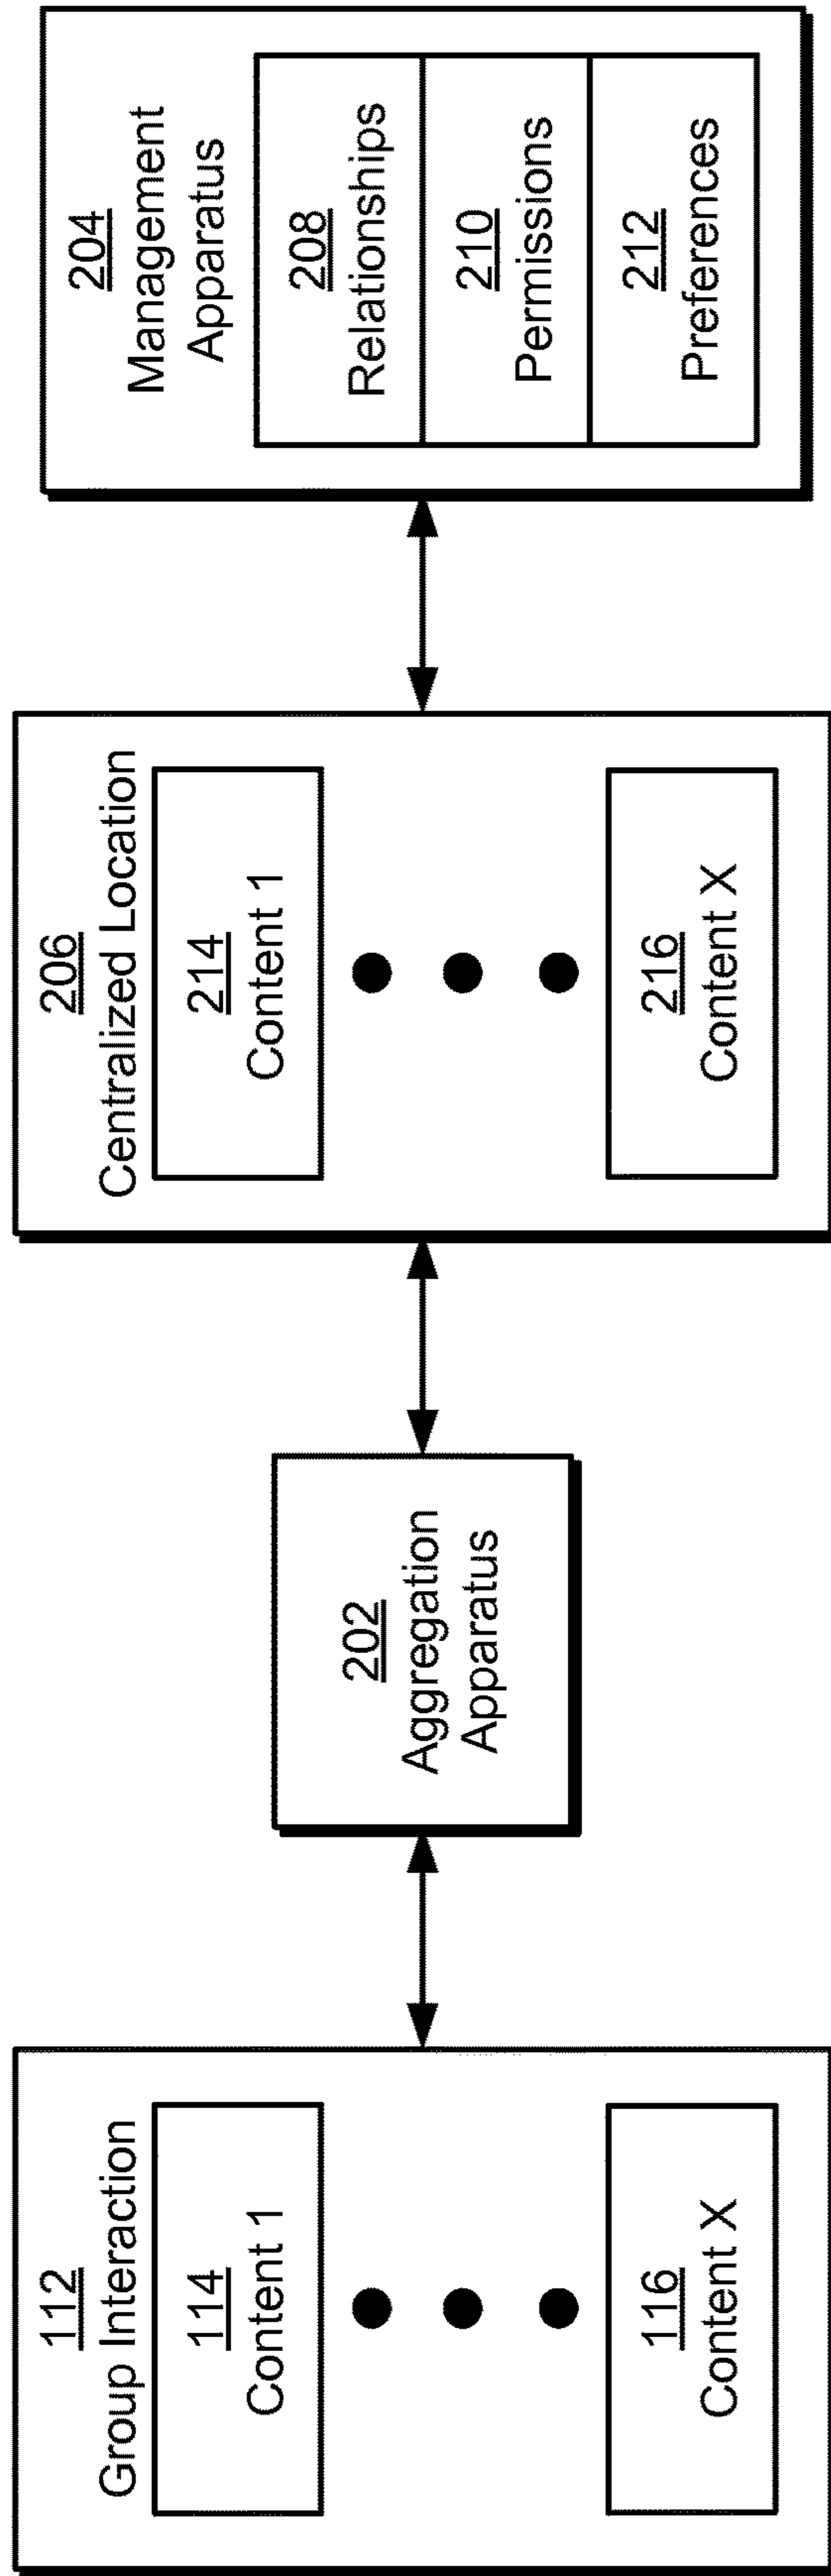 112
Group Interaction
114
Content 1
116
Content X
202
Aggregation
Apparatus
206
Centralized Location
214
Content 1
216
Content X
204
Management
Apparatus
208
Relationships
210
Permissions
212
Preferences